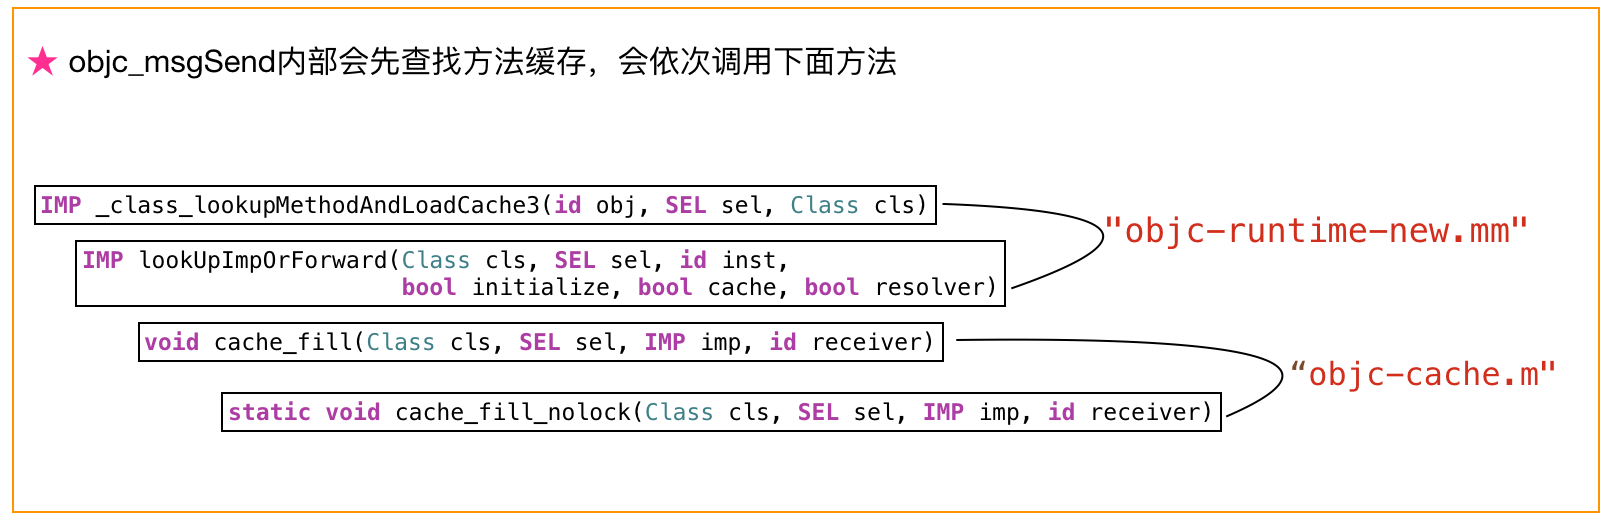 ★ objc_msgSend内部会先查找方法缓存，会依次调用下面方法
IMP _class_lookupMethodAndLoadCache3(id obj, SEL sel, Class cls)
"objc-runtime-new.mm"
IMP lookUpImpOrForward(Class cls, SEL sel, id inst,
bool initialize, bool cache, bool resolver)
void cache_fill(Class cls, SEL sel, IMP imp, id receiver)
“objc-cache.m"
static void cache_fill_nolock(Class cls, SEL sel, IMP imp, id receiver)